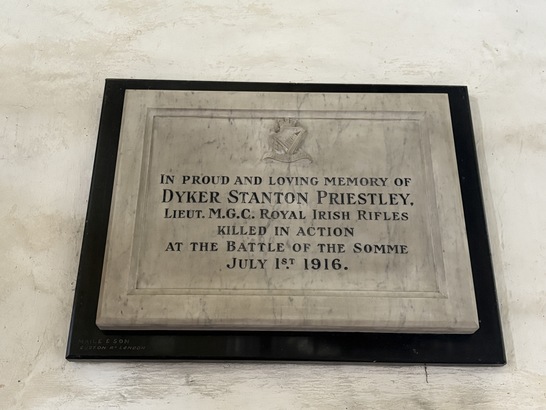 IN PROUD AND LOVING MEMORY OF
DYKER STANTON PRIESTLEY.
LIEUT. M.G.C. ROYAL IRISH RIFLES
KILLED IN ACTION
AT THE BATTLE OF THE SOMME
JULY 1ST. 1916.
& SON